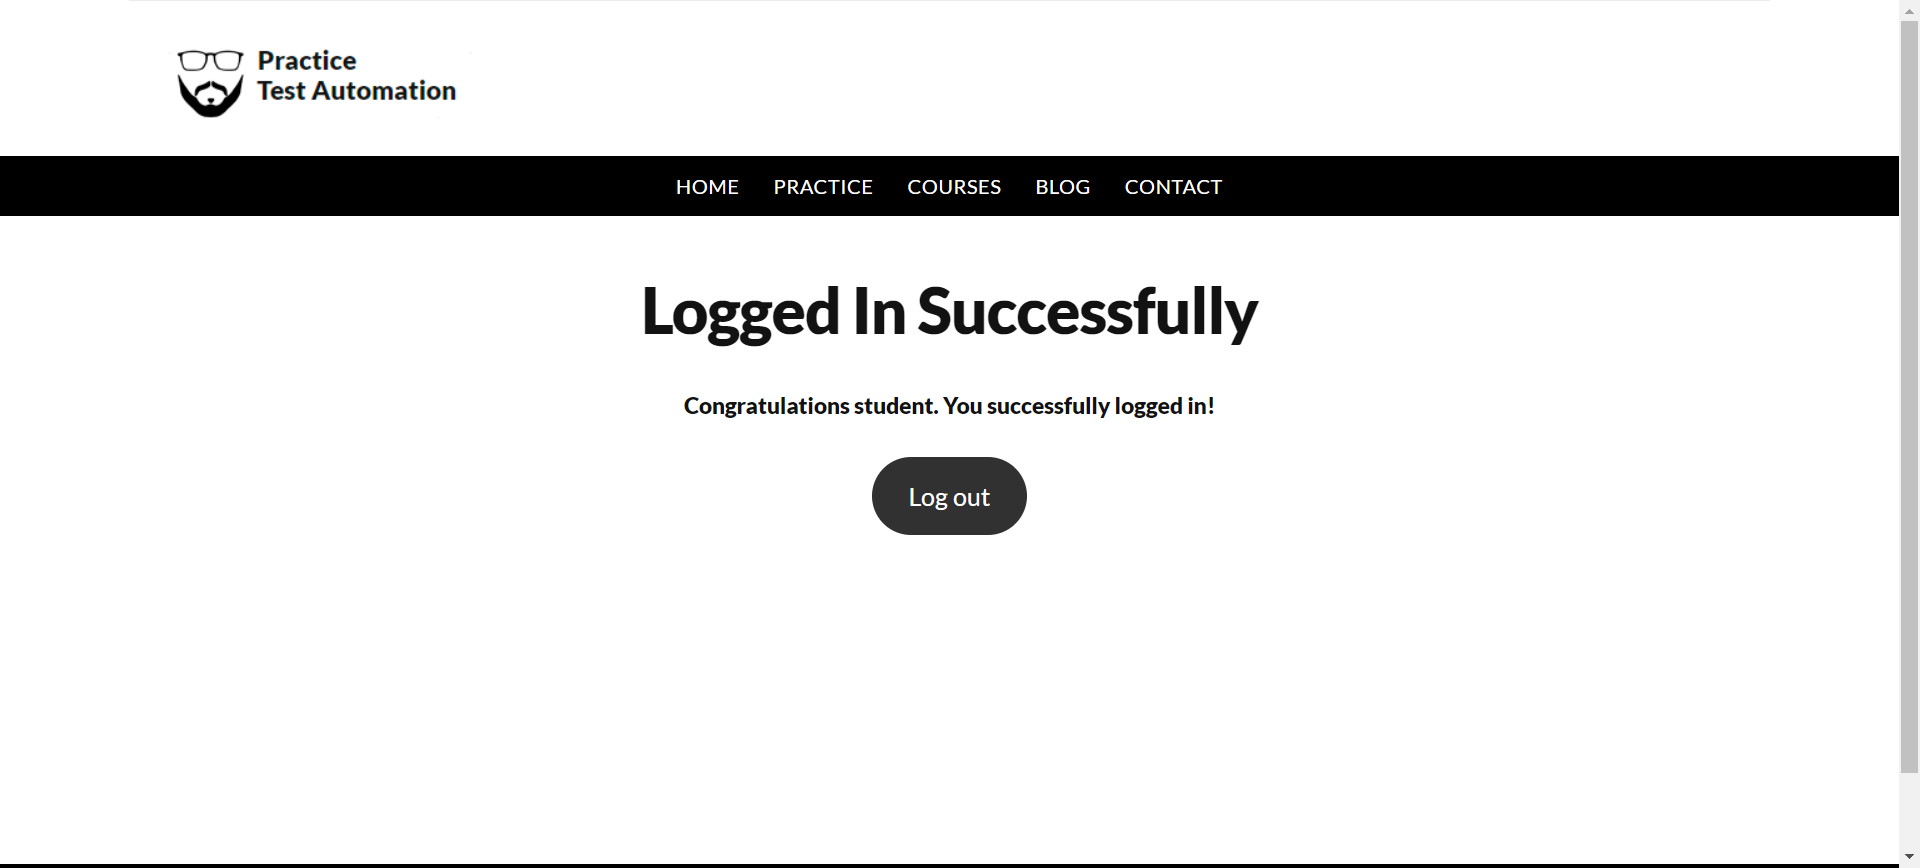 Practice
Test Automation
HOME PRACTICE COURSES BLOG CONTACT
Logged In Successfully
Congratulations student. You successfully logged in!
Log out